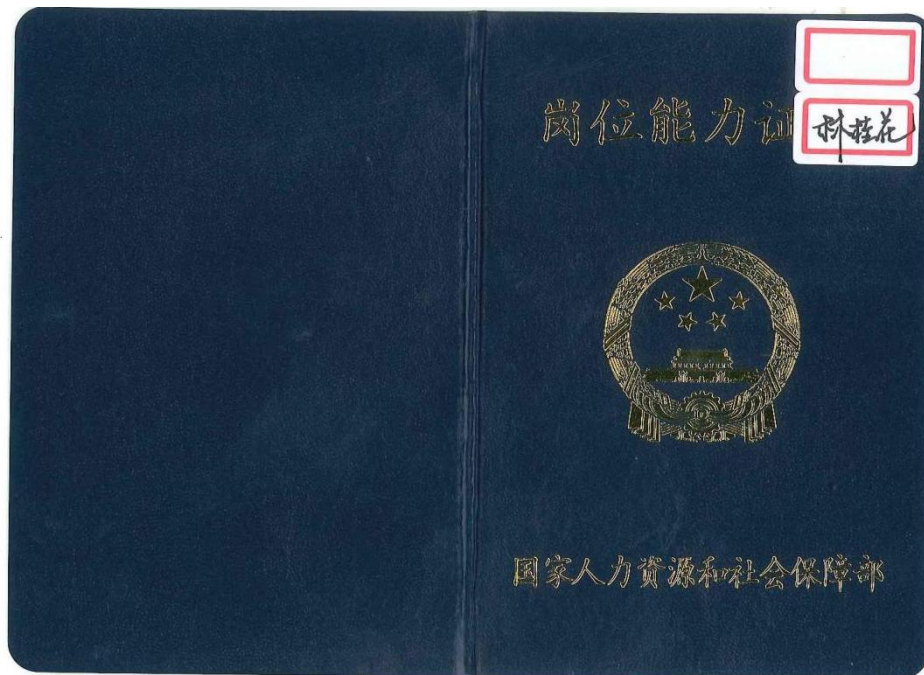 岗位能力证
桂花
国家人力资源和社会保障部